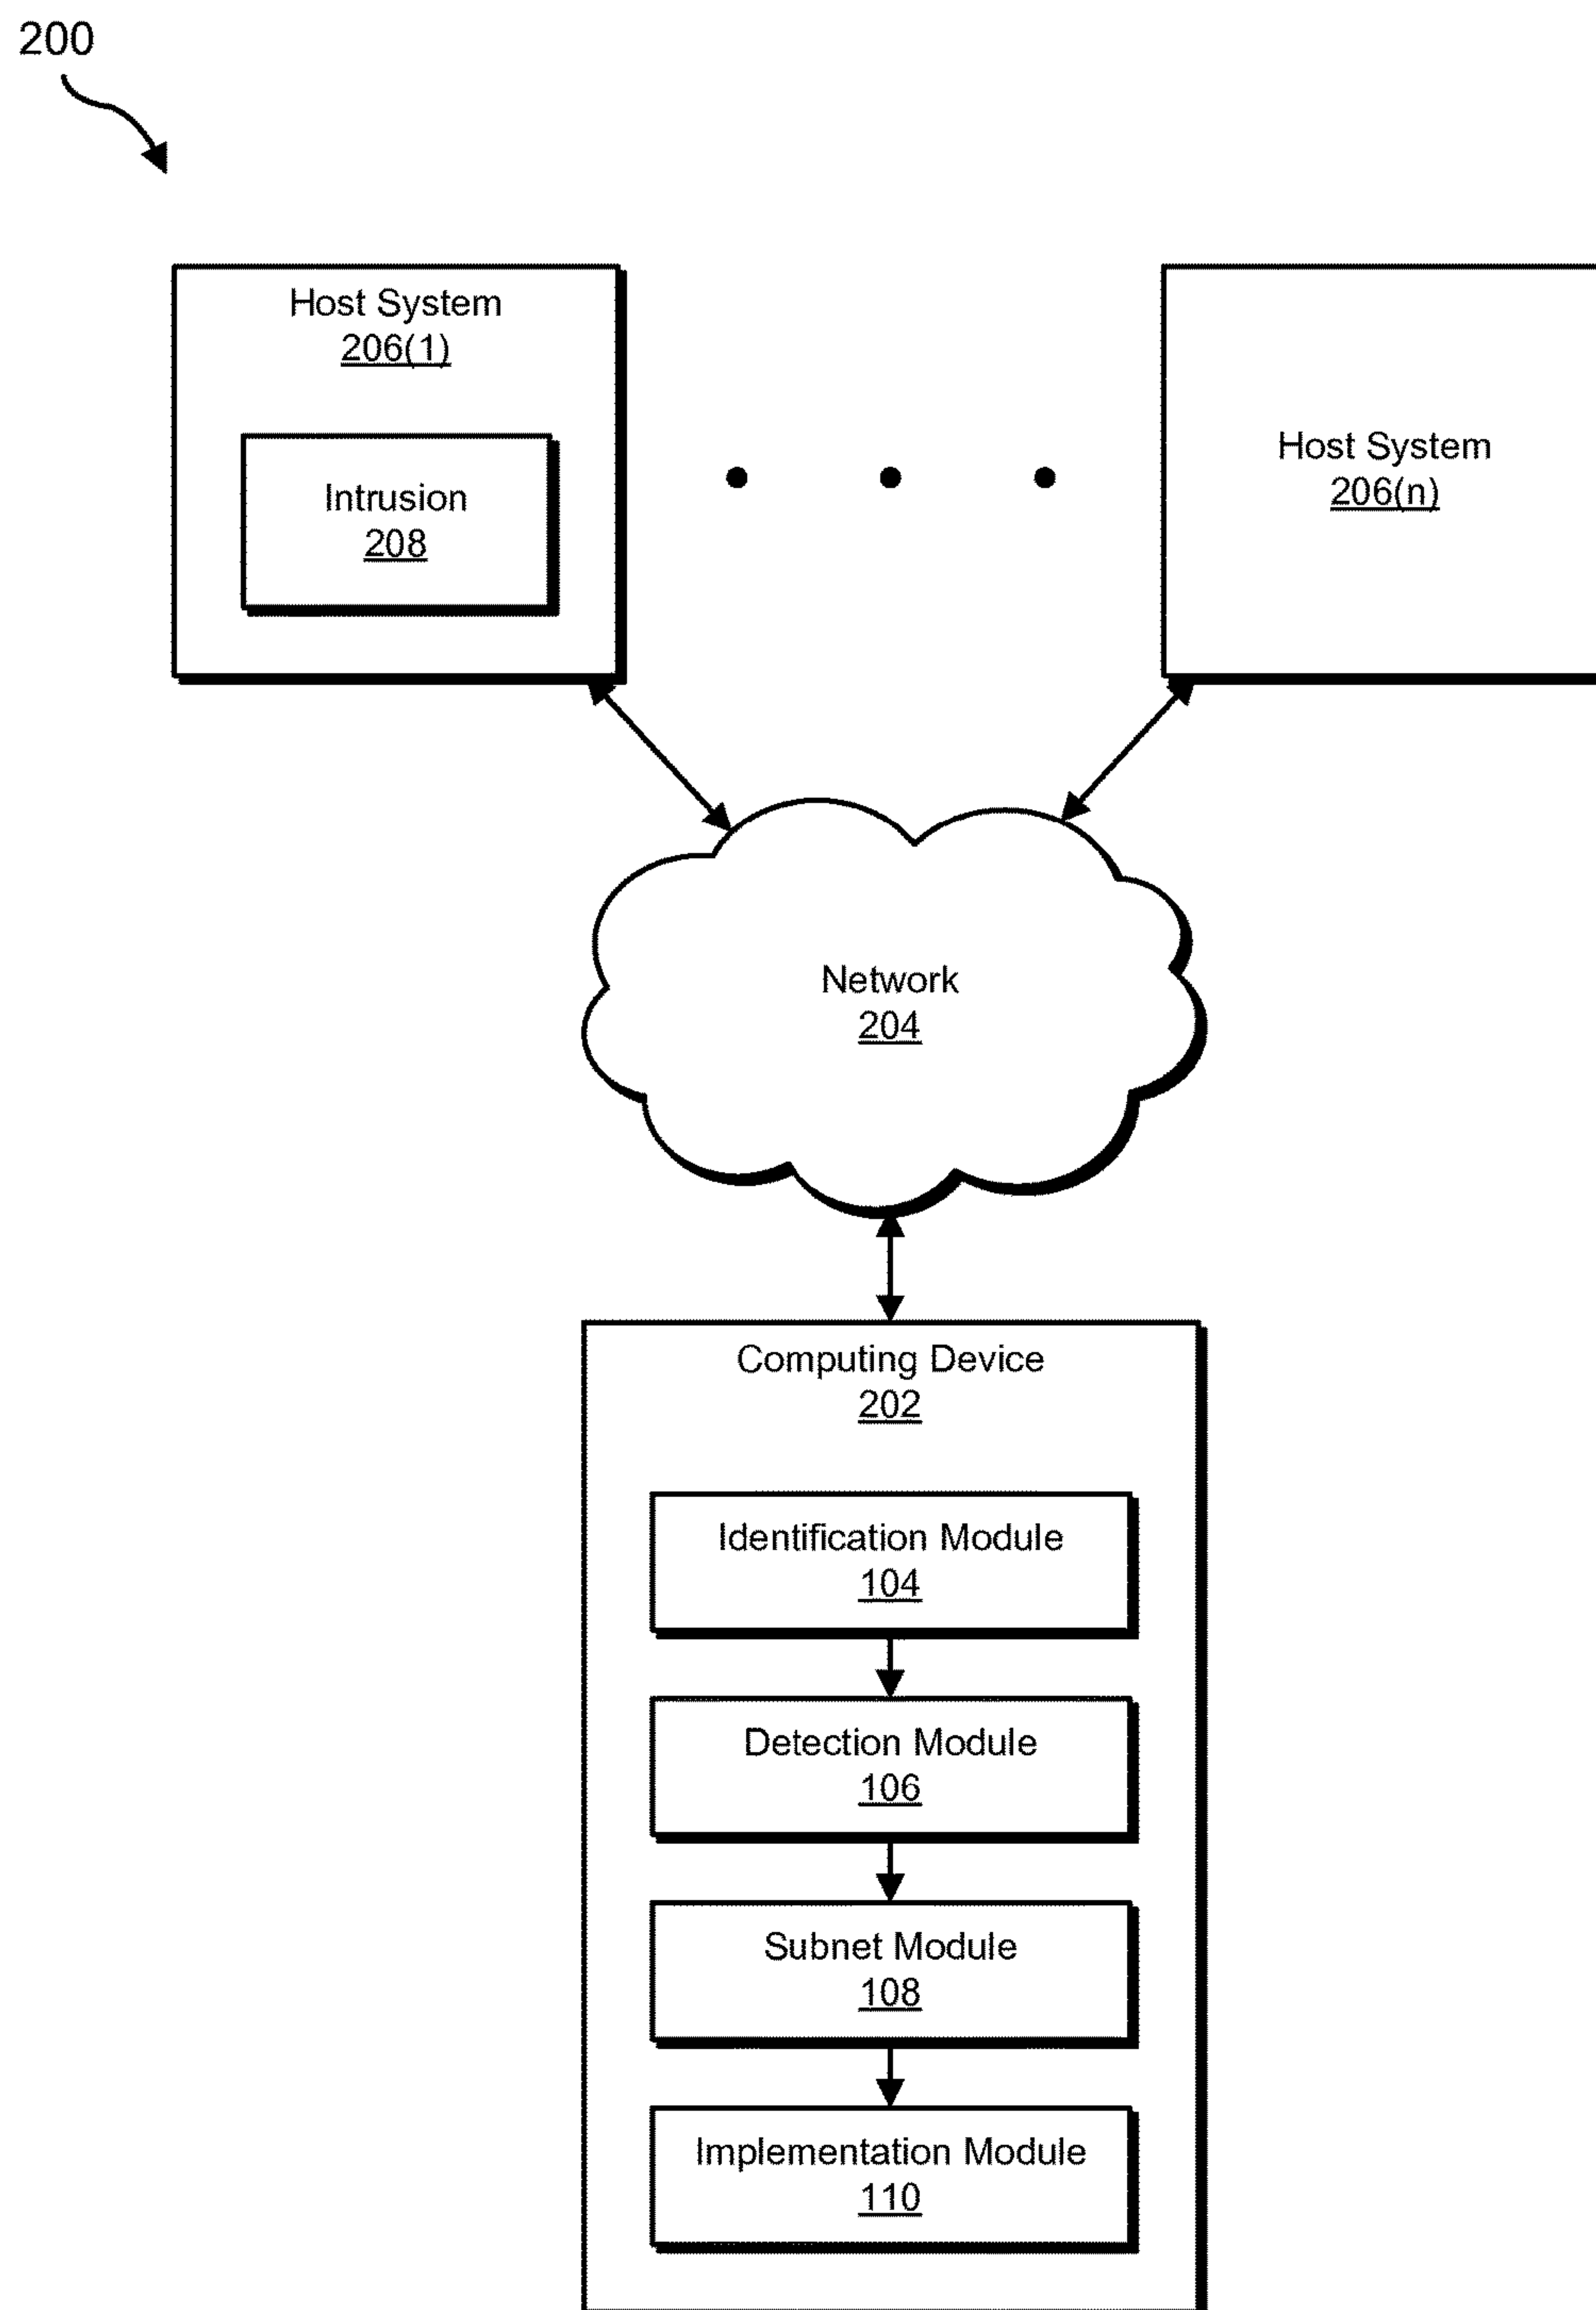 200
Host System
206(1)
Intrusion
208
Host System
206(n)
Network
204
Computing Device
202
Identification Module
104
Detection Module
106
Subnet Module
108
Implementation Module
110